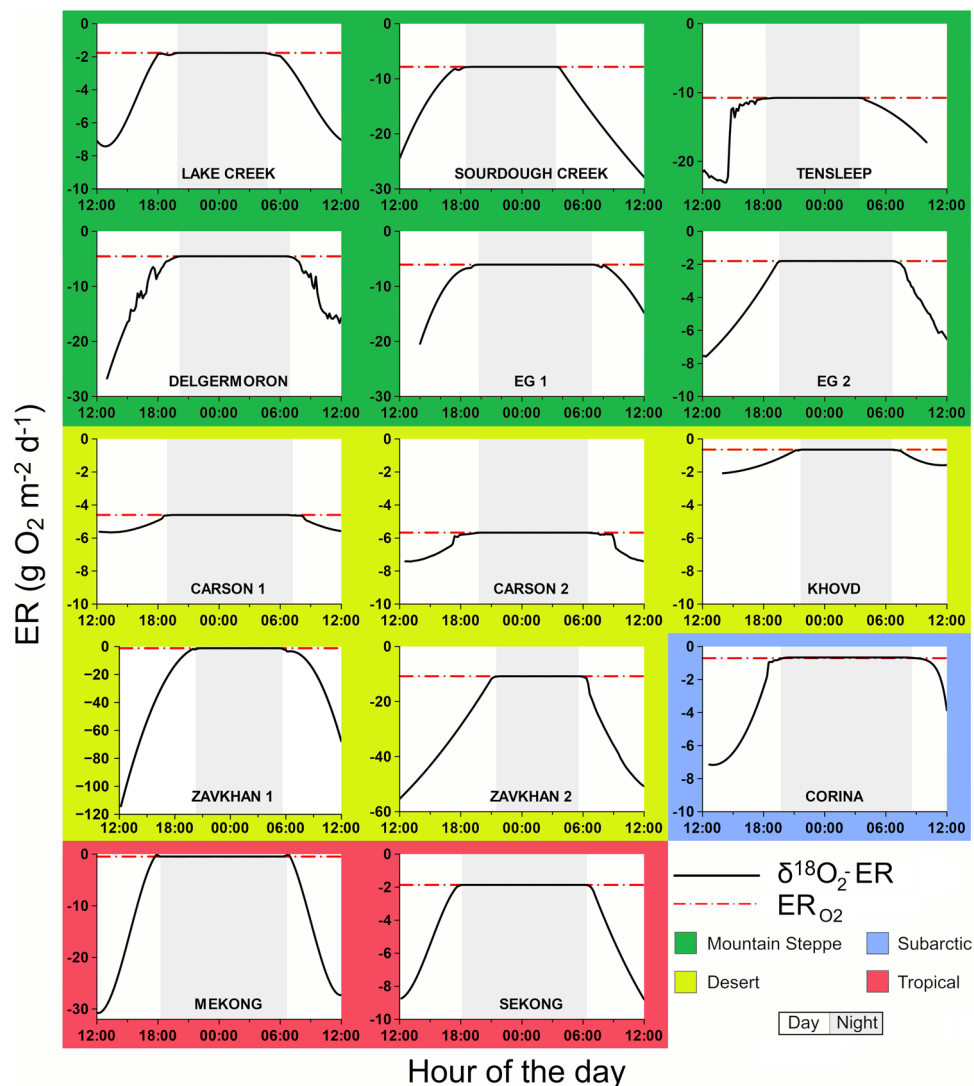 0
-2
-4
-6
-8
-10
LAKE CREEK
12:00 18:00 00:00 06:00 12:00
0
-10
-20
-30
SOURDOUGH CREEK
12:00 18:00 00:00 06:00 12:00
0
-10
-20
TENSLEEP
12:00 18:00 00:00 06:00 12:00
0
-10
-20
-30
DELGERMORON
12:00 18:00 00:00 06:00 12:00
0
-5
-10
-15
-20
-25
-30
EG 1
12:00 18:00 00:00 06:00 12:00
0
-2
-4
-6
-8
-10
EG 2
12:00 18:00 00:00 06:00 12:00
ER (g O₂ m⁻² d⁻¹)
0
-2
-4
-6
-8
-10
CARSON 1
12:00 18:00 00:00 06:00 12:00
0
-2
-4
-6
-8
-10
CARSON 2
12:00 18:00 00:00 06:00 12:00
0
-2
-4
-6
-8
-10
KHOVD
12:00 18:00 00:00 06:00 12:00
0
−20
−40
−60
−80
−100
−120
ZAVKHAN 1
12:00 18:00 00:00 06:00 12:00
0
-20
-40
-60
ZAVKHAN 2
12:00 18:00 00:00 06:00 12:00
0
-2
-4
-6
-8
-10
CORINA
12:00 18:00 00:00 06:00 12:00
0
-10
-20
-30
MEKONG
12:00 18:00 00:00 06:00 12:00
0
-2
-4
-6
-8
-10
SEKONG
12:00 18:00 00:00 06:00 12:00
δ¹⁸O₂-ER
ER O2
Mountain Steppe Subarctic
Desert Tropical
Day Night
Hour of the day